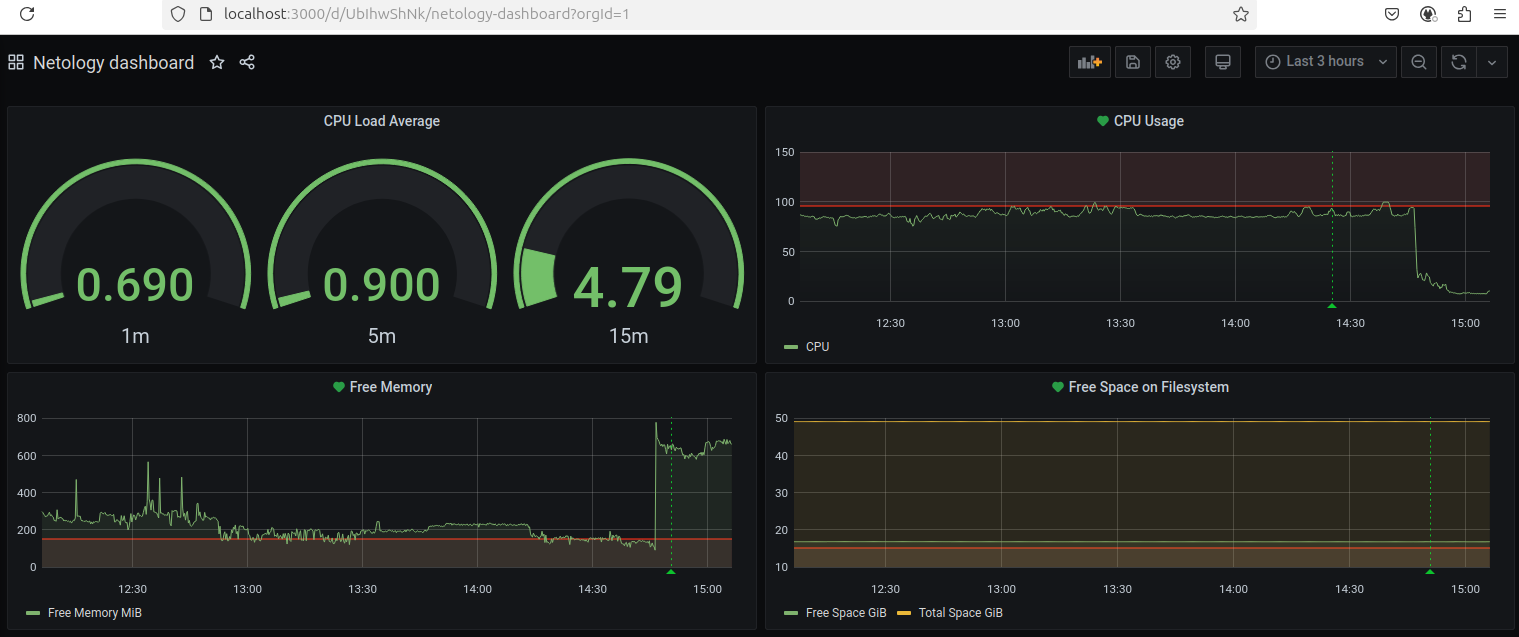 localhost:3000/d/UbIhwShNk/netology-dashboard?orgId=1
Netology dashboard
Last 3 hours
CPU Load Average
0.690
0.900
4.79
1m
5m
15m
CPU Usage
150
100
50
0
12:30
13:00
13:30
14:00
14:30
15:00
CPU
Free Memory
800
600
400
200
0
12:30
13:00
13:30
14:00
14:30
15:00
Free Memory MiB
Free Space on Filesystem
50
40
30
20
10
12:30
13:00
13:30
14:00
14:30
15:00
Free Space GiB
Total Space GiB